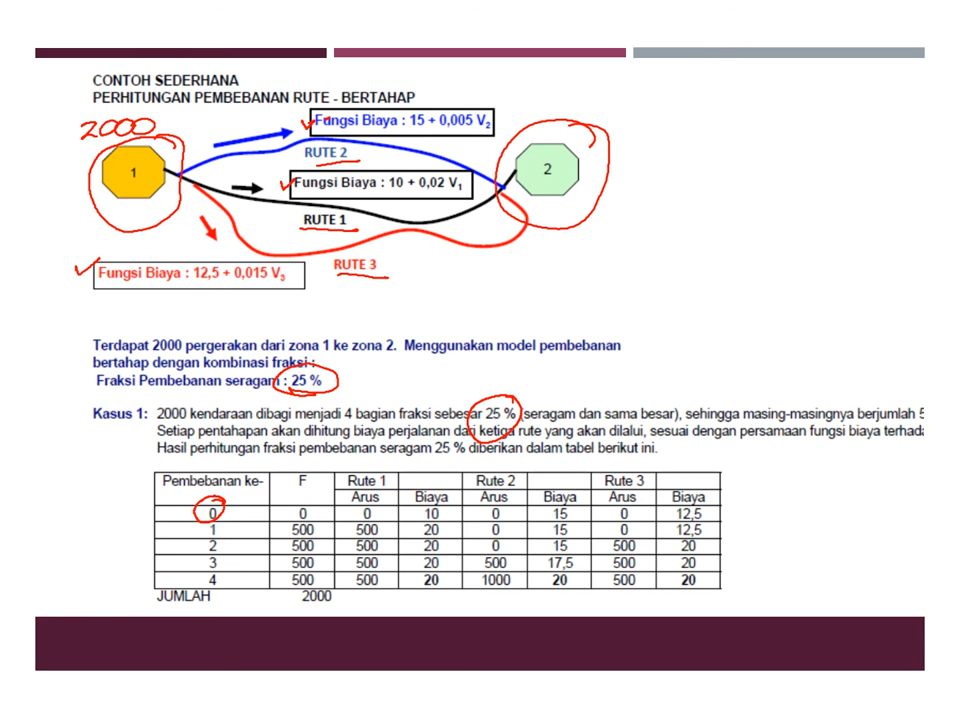 CONTOH SEDERHANA
PERHITUNGAN PEMBEBANAN RUTE - BERTAHAP
2000
Fungsi Biaya : 15 + 0,005 V2
RUTE 2
1
2
Fungsi Biaya : 10 + 0,02 V1
RUTE 1
RUTE 3
Fungsi Biaya : 12,5 + 0,015 V3
Terdapat 2000 pergerakan dari zona 1 ke zona 2. Menggunakan model pembebanan
bertahap dengan kombinasi fraksi :
Fraksi Pembebanan seragam : 25 %
Kasus 1: 2000 kendaraan dibagi menjadi 4 bagian fraksi sebesar 25 % (seragam dan sama besar), sehingga masing-masingnya berjumlah 5
Setiap pentahapan akan dihitung biaya perjalanan dari ketiga rute yang akan dilalui, sesuai dengan persamaan fungsi biaya terhada
Hasil perhitungan fraksi pembebanan seragam 25 % diberikan dalam tabel berikut ini.
Pembebanan ke- F Rute 1 Rute 2 Rute 3
Arus Biaya Arus Biaya Arus Biaya
0 0 0 10 0 15 0 12,5
1 500 500 20 0 15 0 12,5
2 500 500 20 0 15 500 20
3 500 500 20 500 17,5 500 20
4 500 500 20 1000 20 500 20
JUMLAH 2000